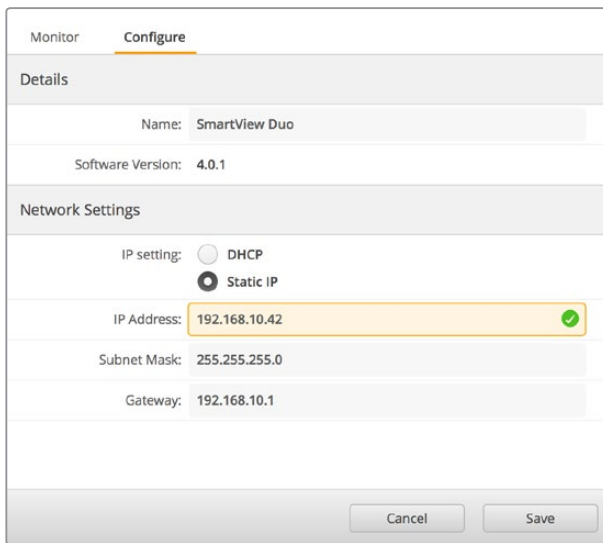 Monitor Configure
Details
Name: SmartView Duo
Software Version: 4.0.1
Network Settings
IP setting: DHCP
Static IP
IP Address: 192.168.10.42
Subnet Mask: 255.255.255.0
Gateway: 192.168.10.1
Cancel Save